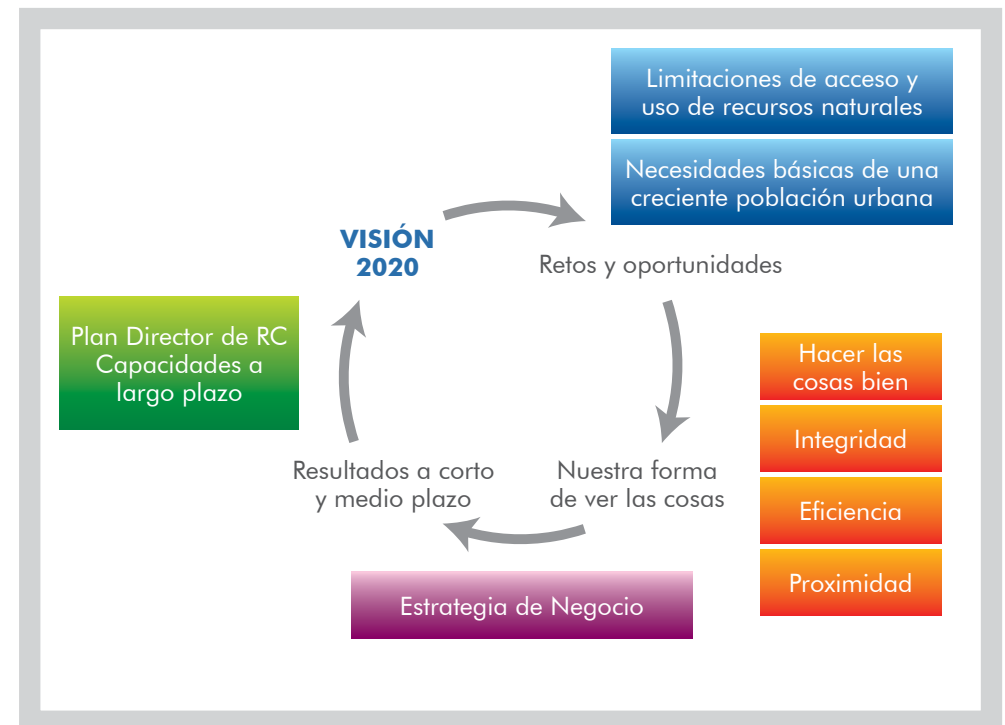 Limitaciones de acceso y
uso de recursos naturales
Necesidades básicas de una
creciente población urbana
VISIÓN
2020
Retos y oportunidades
Plan Director de RC
Capacidades a
largo plazo
Hacer las
cosas bien
Integridad
Eficiencia
Proximidad
Resultados a corto
y medio plazo
Nuestra forma
de ver las cosas
Estrategia de Negocio